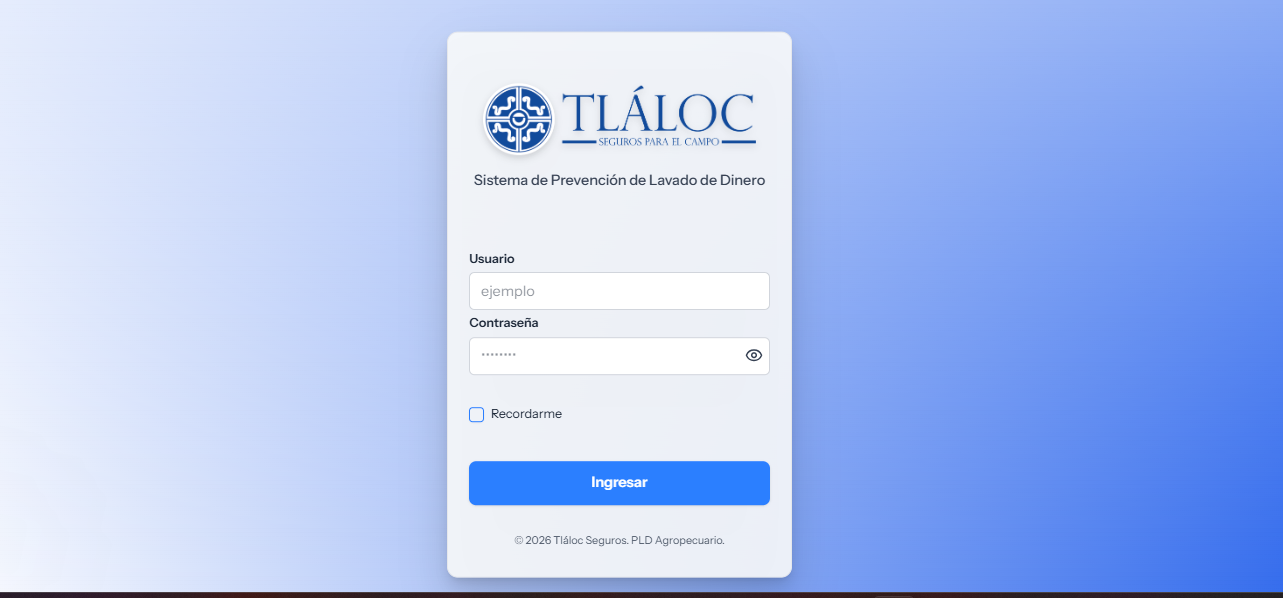 TLÁLOC
SEGUROS PARA EL CAMPO
Sistema de Prevención de Lavado de Dinero
Usuario
ejemplo
Contraseña
••••••••
Recordarme
Ingresar
© 2026 Tláloc Seguros. PLD Agropecuario.